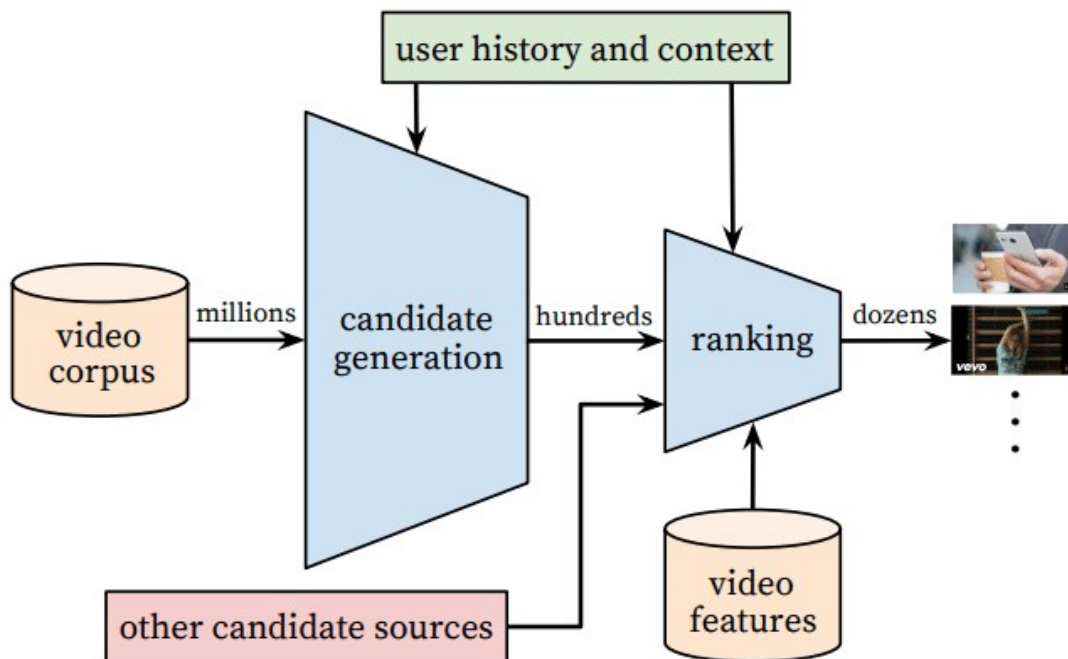 user history and context
millions
video
corpus
candidate
generation
hundreds
ranking
dozens
vevo
other candidate sources
video
features